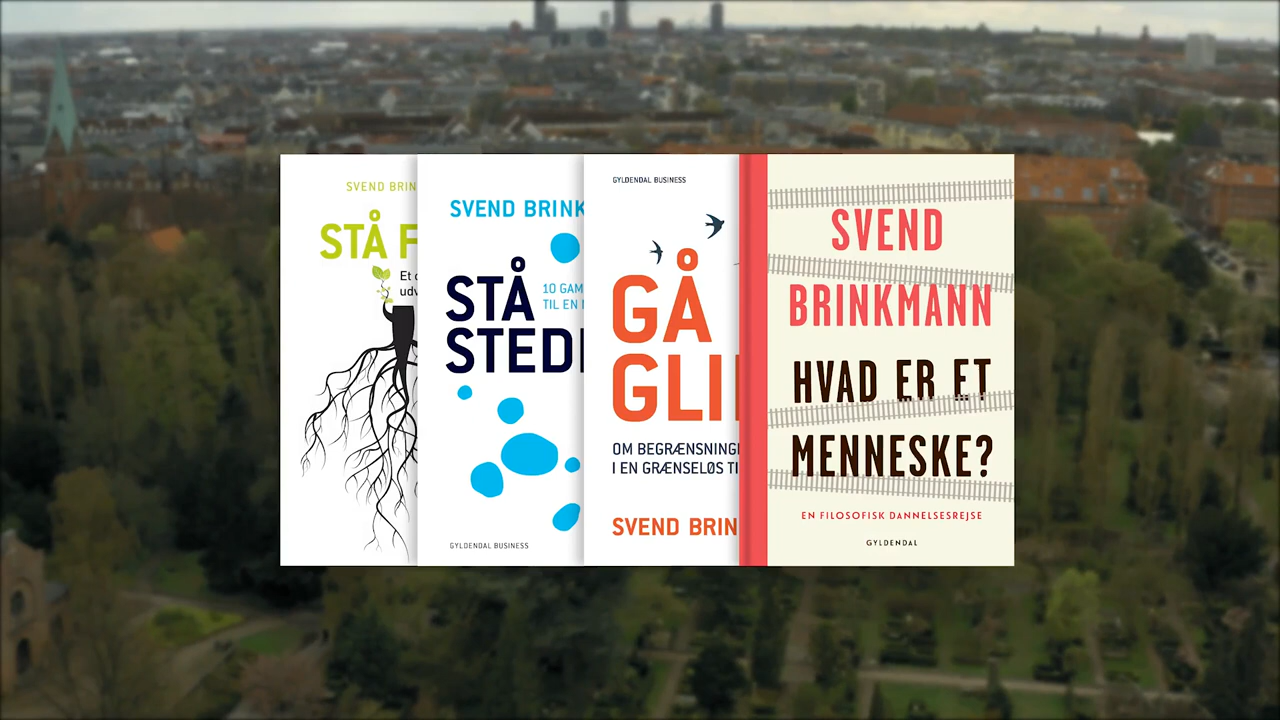 SVEND BRIN
STÅ F
Et
udv
SVEND BRINK
STÅ
STED
10 GAM
TIL EN
GYLDENDAL BUSINESS
GYLDENDAL BUSINESS
GÅ
GLI
OM BEGRÆNSNING
I EN GRÆNSELØS TI
SVEND BRIN
SVEND
BRINKMANN
HVAD ER ET
MENNESKE?
EN FILOSOFISK DANNELSESREJSE
GYLDENDAL